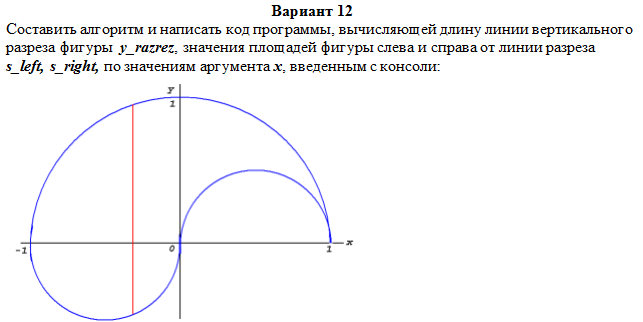 Вариант 12
Составить алгоритм и написать код программы, вычисляющей длину линии вертикального
разреза фигуры y_razrez, значения площадей фигуры слева и справа от линии разреза
s_left, s_right, по значениям аргумента x, введенным с консоли:
y
1
-1
0
1
x